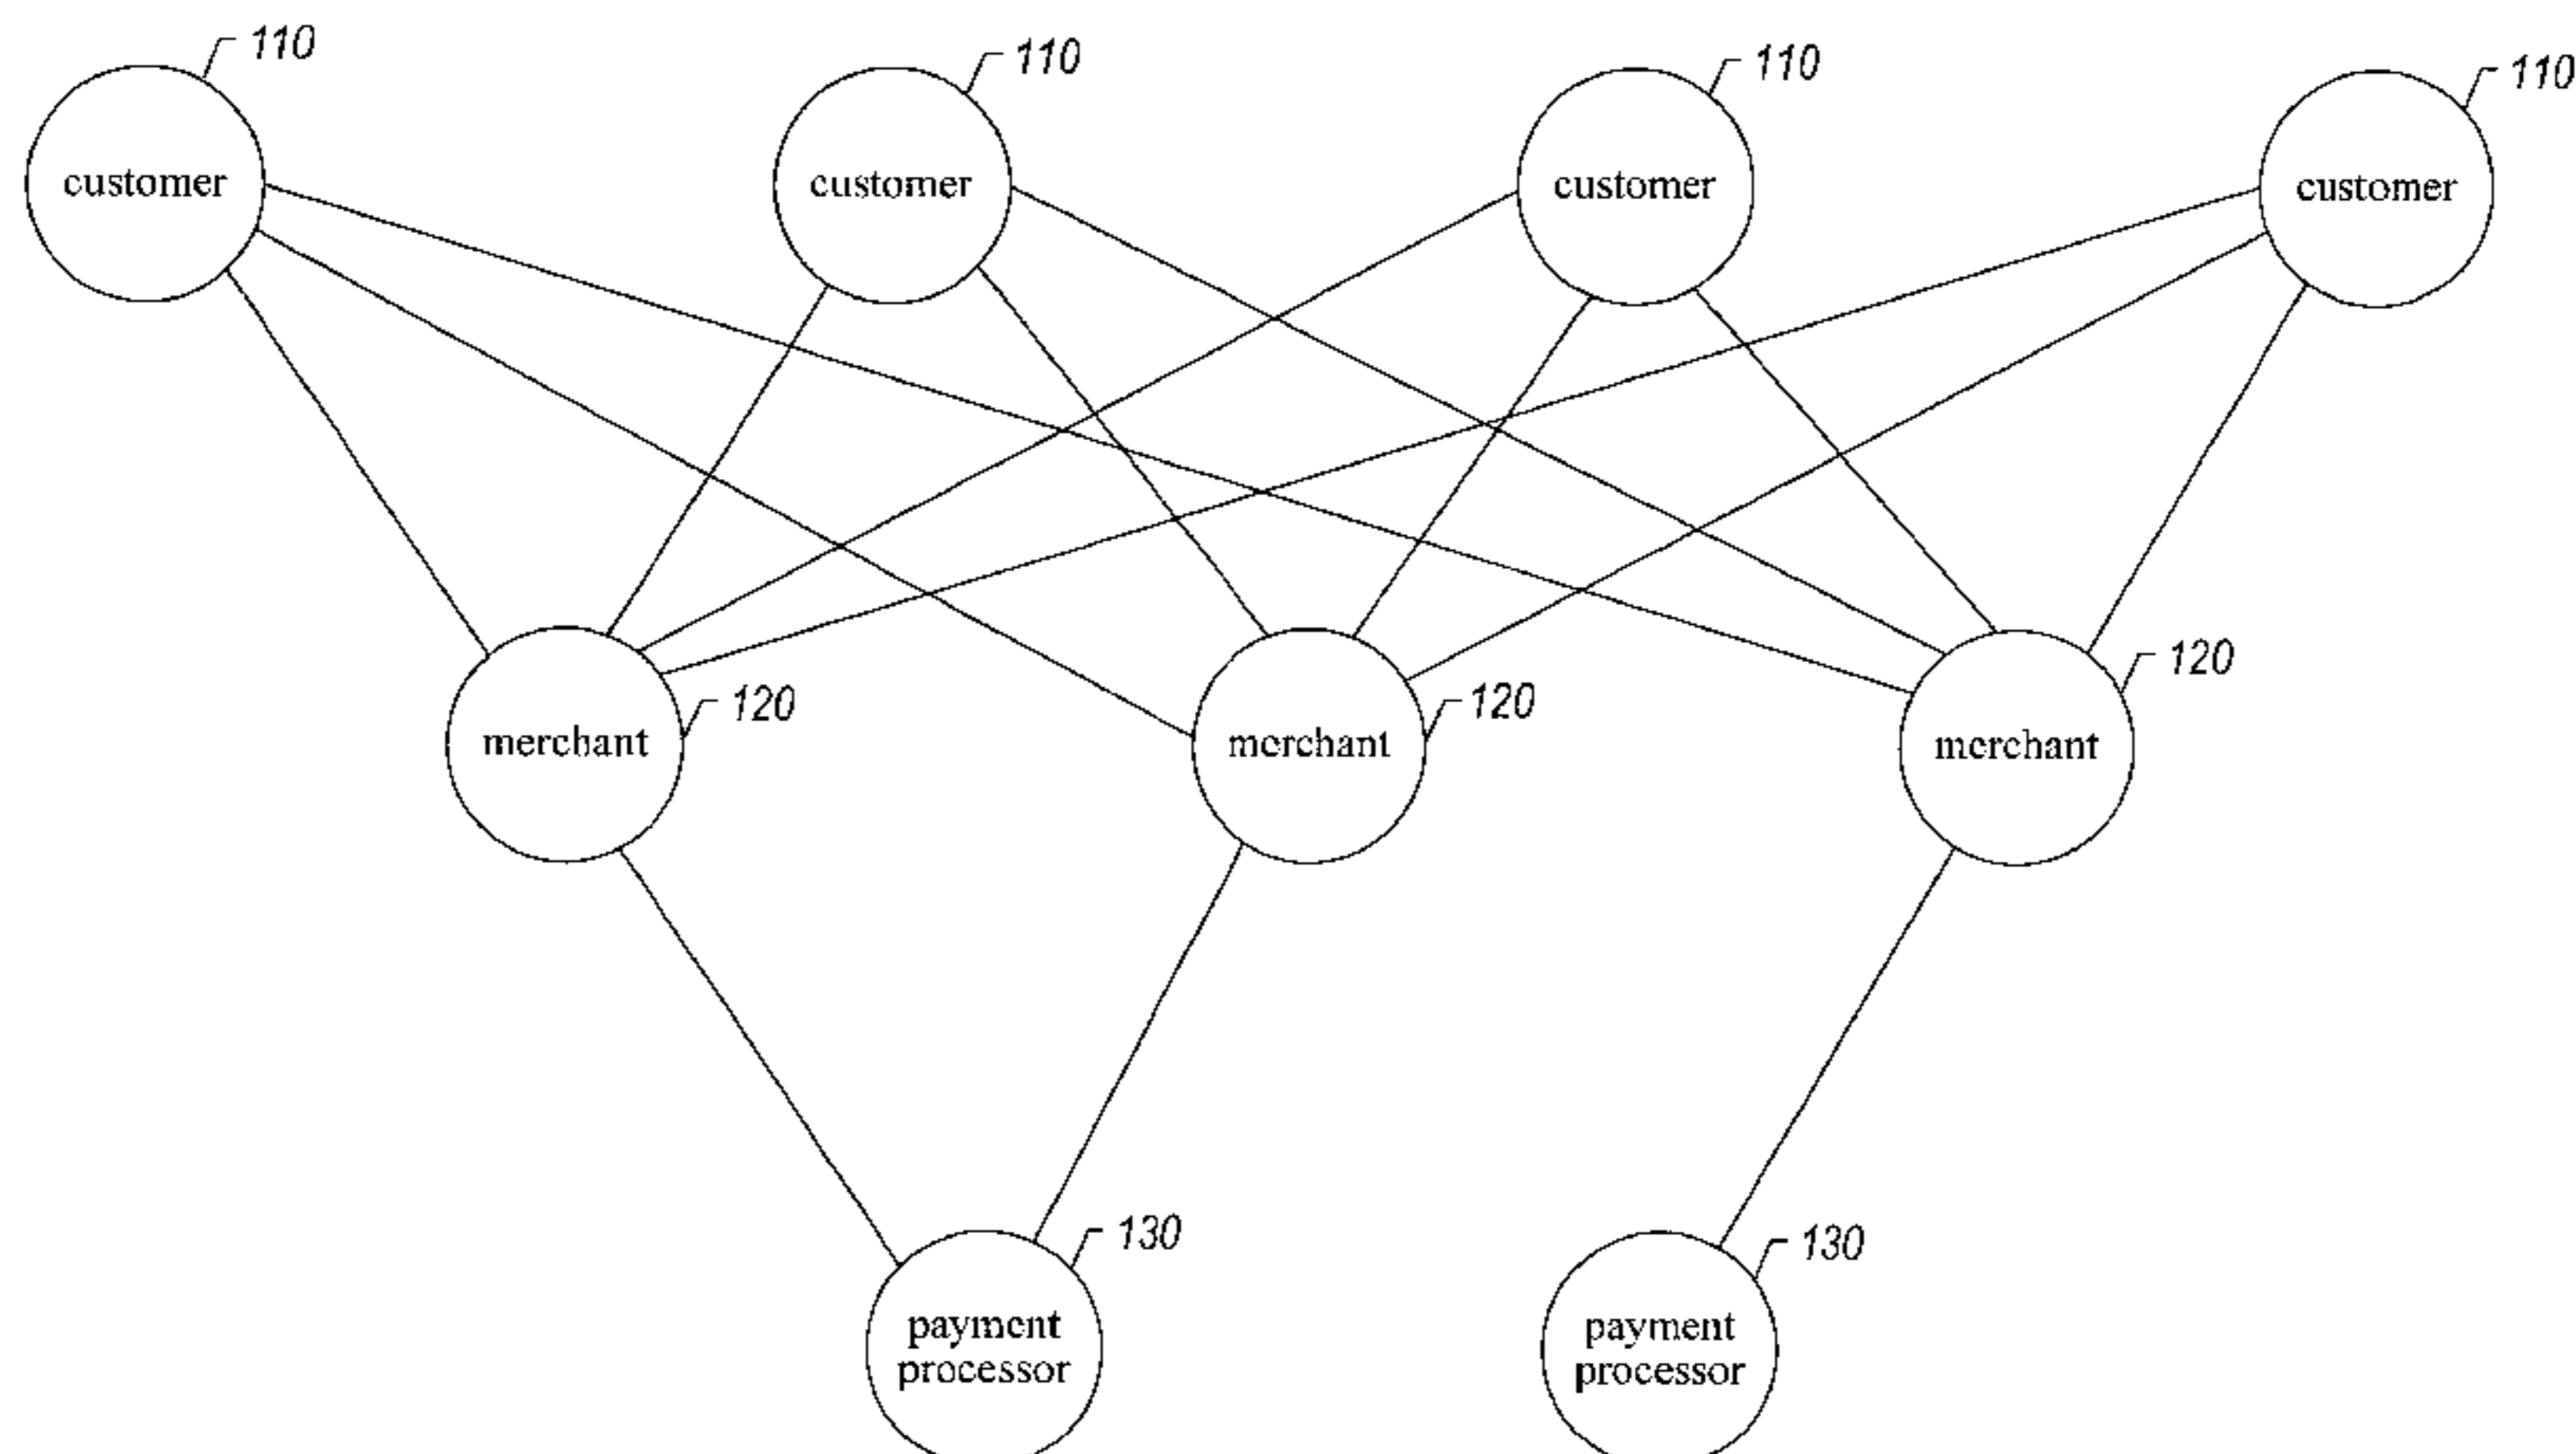 110
110
110
110
customer
customer
customer
customer
120
120
120
merchant
merchant
merchant
130
130
payment
processor
payment
processor